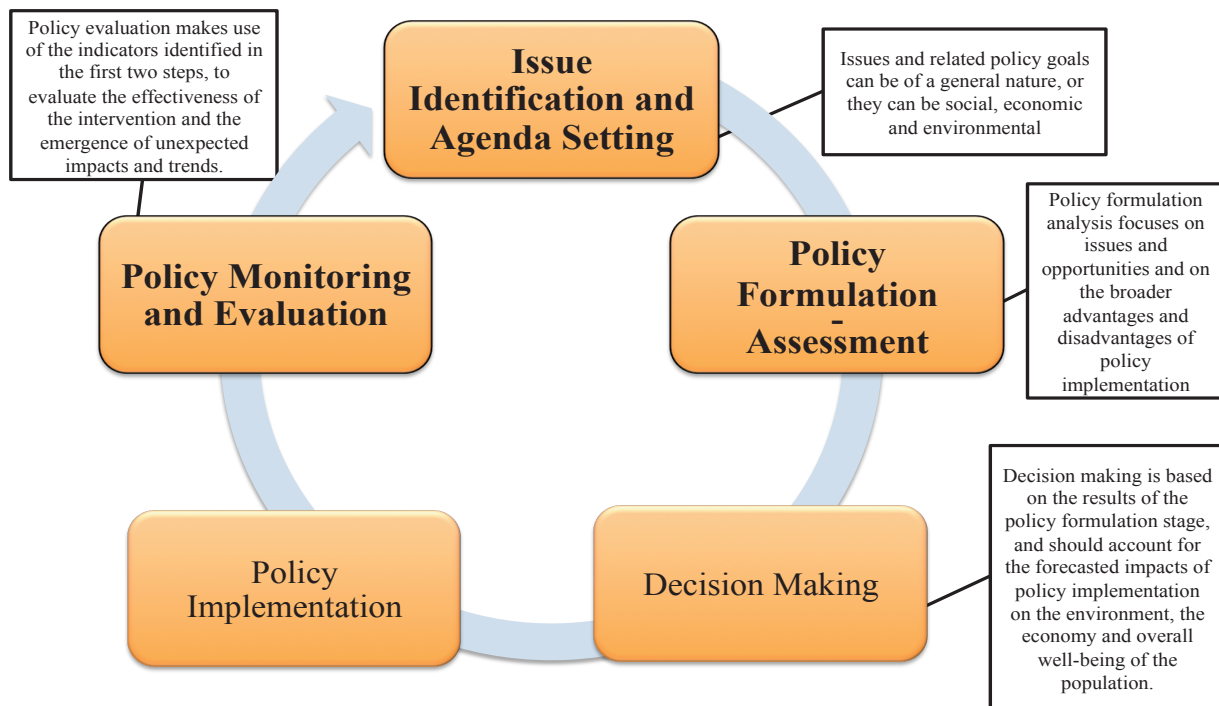 Policy evaluation makes use
of the indicators identified in
the first two steps, to
evaluate the effectiveness of
the intervention and the
emergence of unexpected
impacts and trends.
Issue
Identification and
Agenda Setting
Issues and related policy goals
can be of a general nature, or
they can be social, economic
and environmental
Policy
Formulation
-
Assessment
Policy formulation
analysis focuses on
issues and
opportunities and on
the broader
advantages and
disadvantages of
policy
implementation
Decision Making
Decision making is based
on the results of the
policy formulation stage,
and should account for
the forecasted impacts of
policy implementation
on the environment, the
economy and overall
well-being of the
population.
Policy
Implementation
Policy Monitoring
and Evaluation